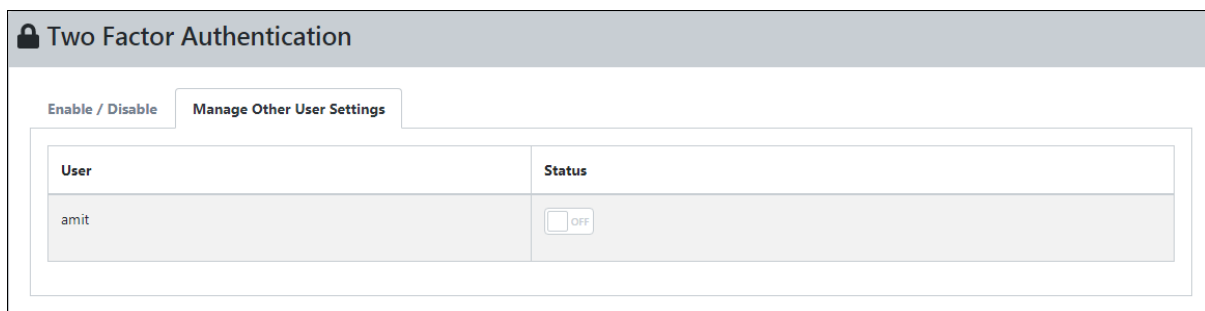 Two Factor Authentication
Enable / Disable Manage Other User Settings
User Status
amit OFF